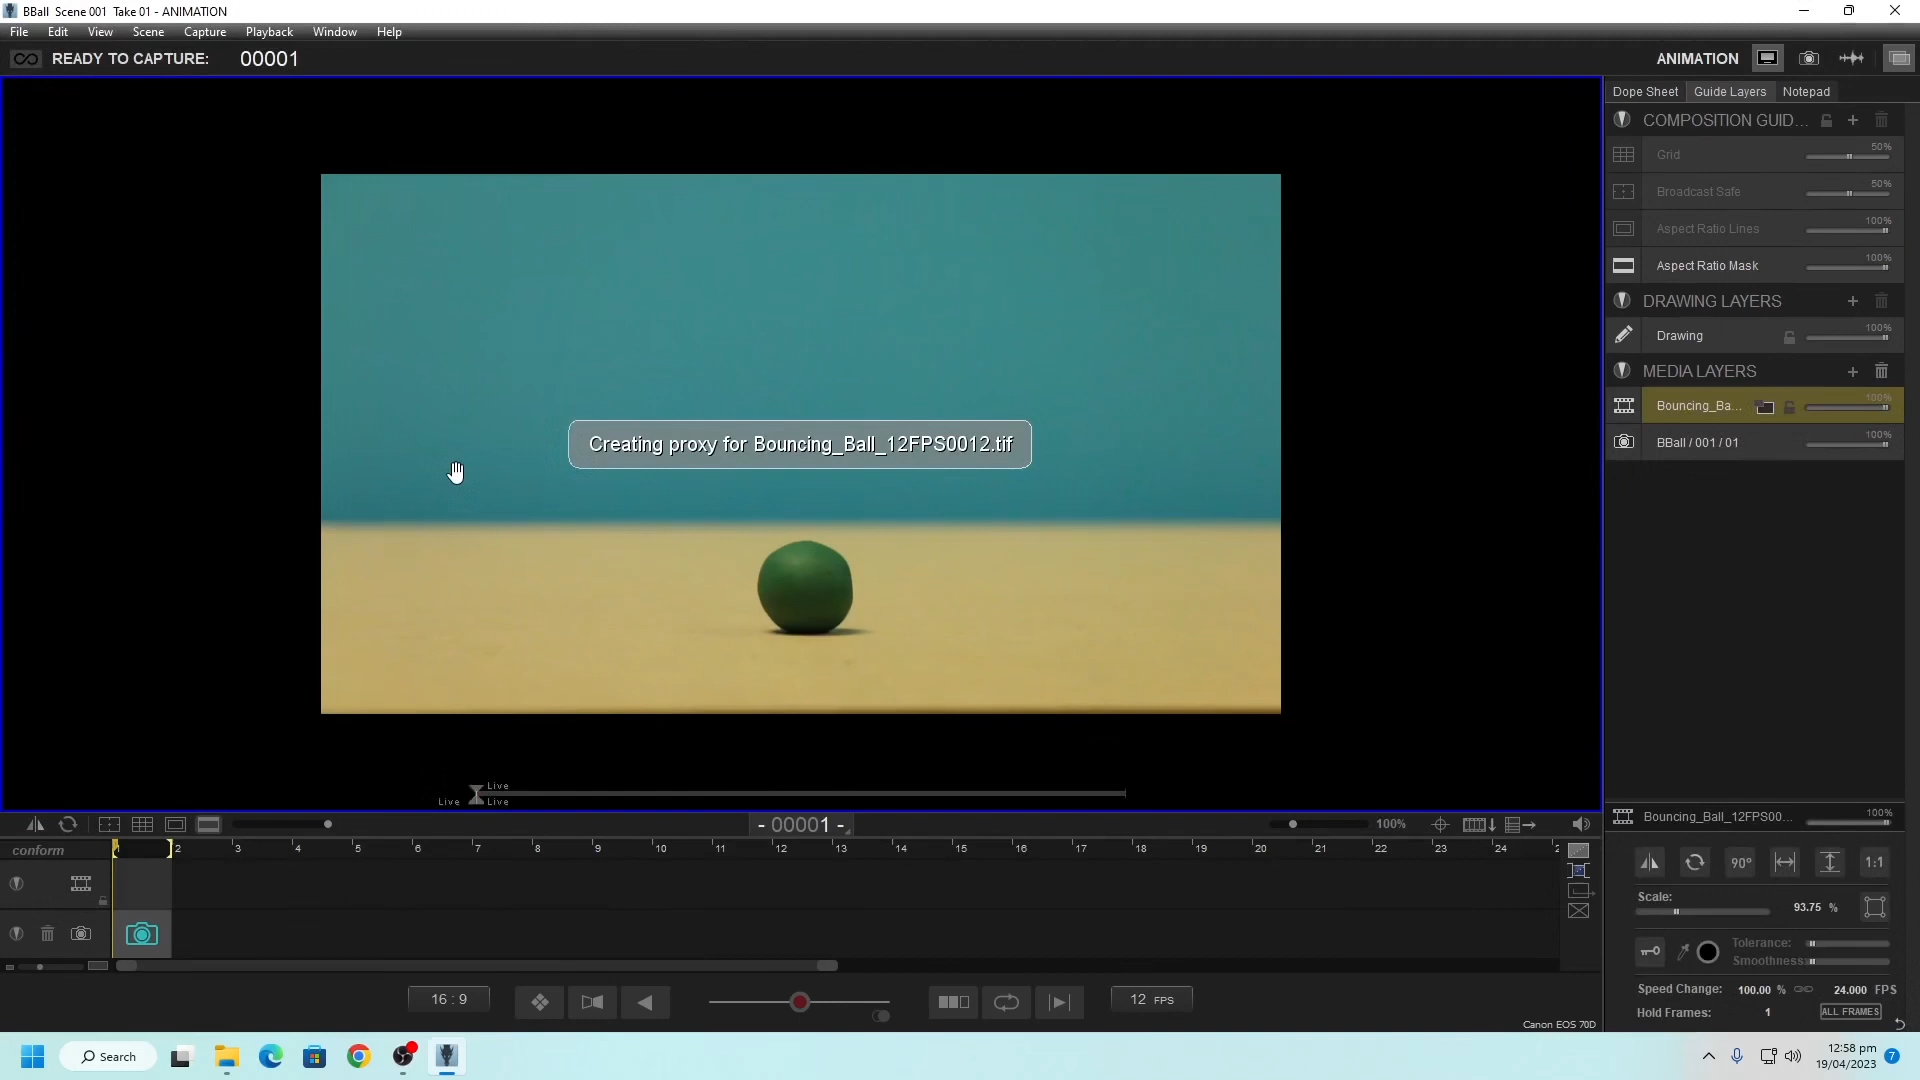 BBall Scene 001 Take 01 - ANIMATION
File Edit View Scene Capture Playback Window Help
READY TO CAPTURE: 00001
ANIMATION
Dope Sheet Guide Layers Notepad
COMPOSITION GUID...
Grid 50%
Broadcast Safe 50%
Aspect Ratio Lines 100%
Aspect Ratio Mask 100%
DRAWING LAYERS
Drawing 100%
MEDIA LAYERS
Bouncing_Ba... 100%
BBall / 001 / 01 100%
Creating proxy for Bouncing_Ball_12FPS0012.tif
Live
Live Live
- 00001 -
100%
Bouncing_Ball_12FPS00... 100%
conform 1 2 3 4 5 6 7 8 9 10 11 12 13 14 15 16 17 18 19 20 21 22 23 24 2
90° 1:1
Scale: 93.75 %
Tolerance:
Smoothness:
Speed Change: 100.00 % 24.000 FPS
Hold Frames: 1 ALL FRAMES
16 : 9
12 FPS
Canon EOS 70D
Search
12:58 pm
19/04/2023
7